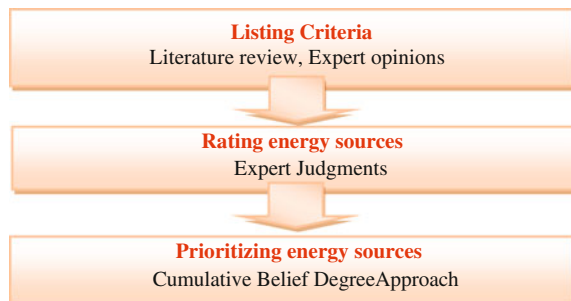 Listing Criteria
Literature review, Expert opinions
Rating energy sources
Expert Judgments
Prioritizing energy sources
Cumulative Belief DegreeApproach